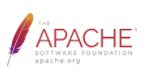 THE
APACHE®
SOFTWARE FOUNDATION
apache.org